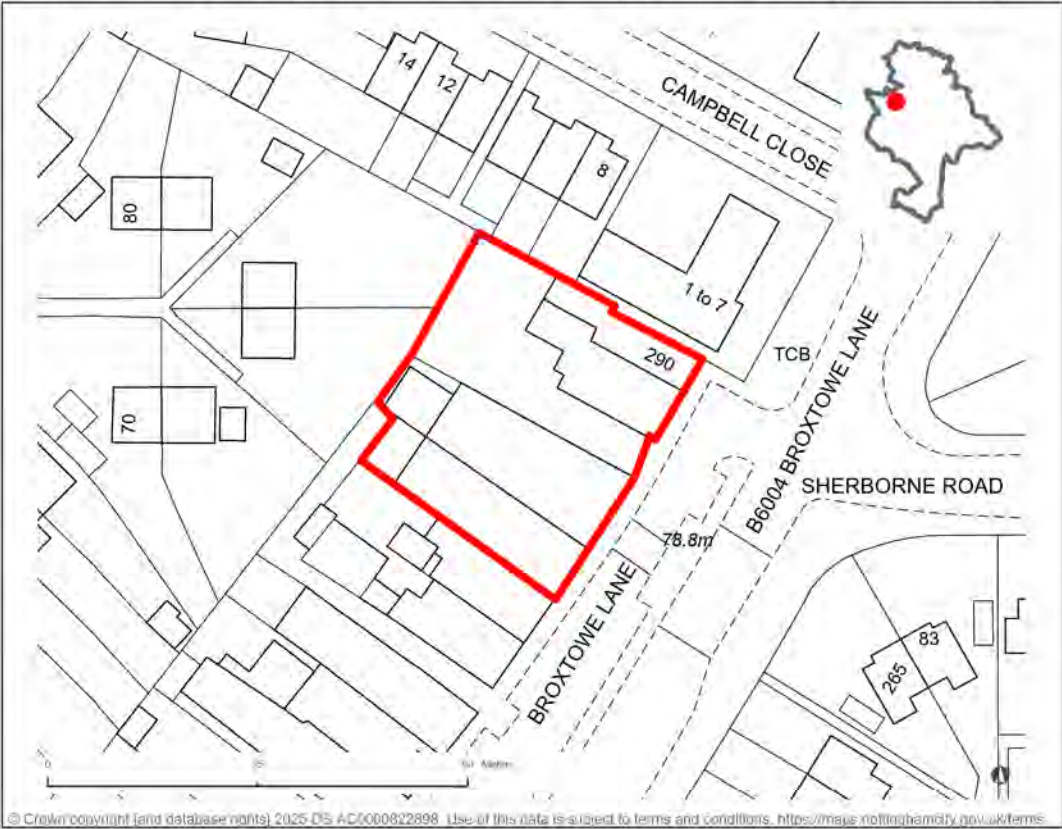 CAMPBELL CLOSE
14
12
8
80
1 to 7
290
TCB
B6004 BROXTOWE LANE
70
SHERBORNE ROAD
78.8m
BROXTOWE LANE
83
265
0
Meters
© Crown copyright (and database rights) 2025 OS AC0000822898. Use of this data is subject to terms and conditions, https://maps.nottinghamcity.gov.uk/terms